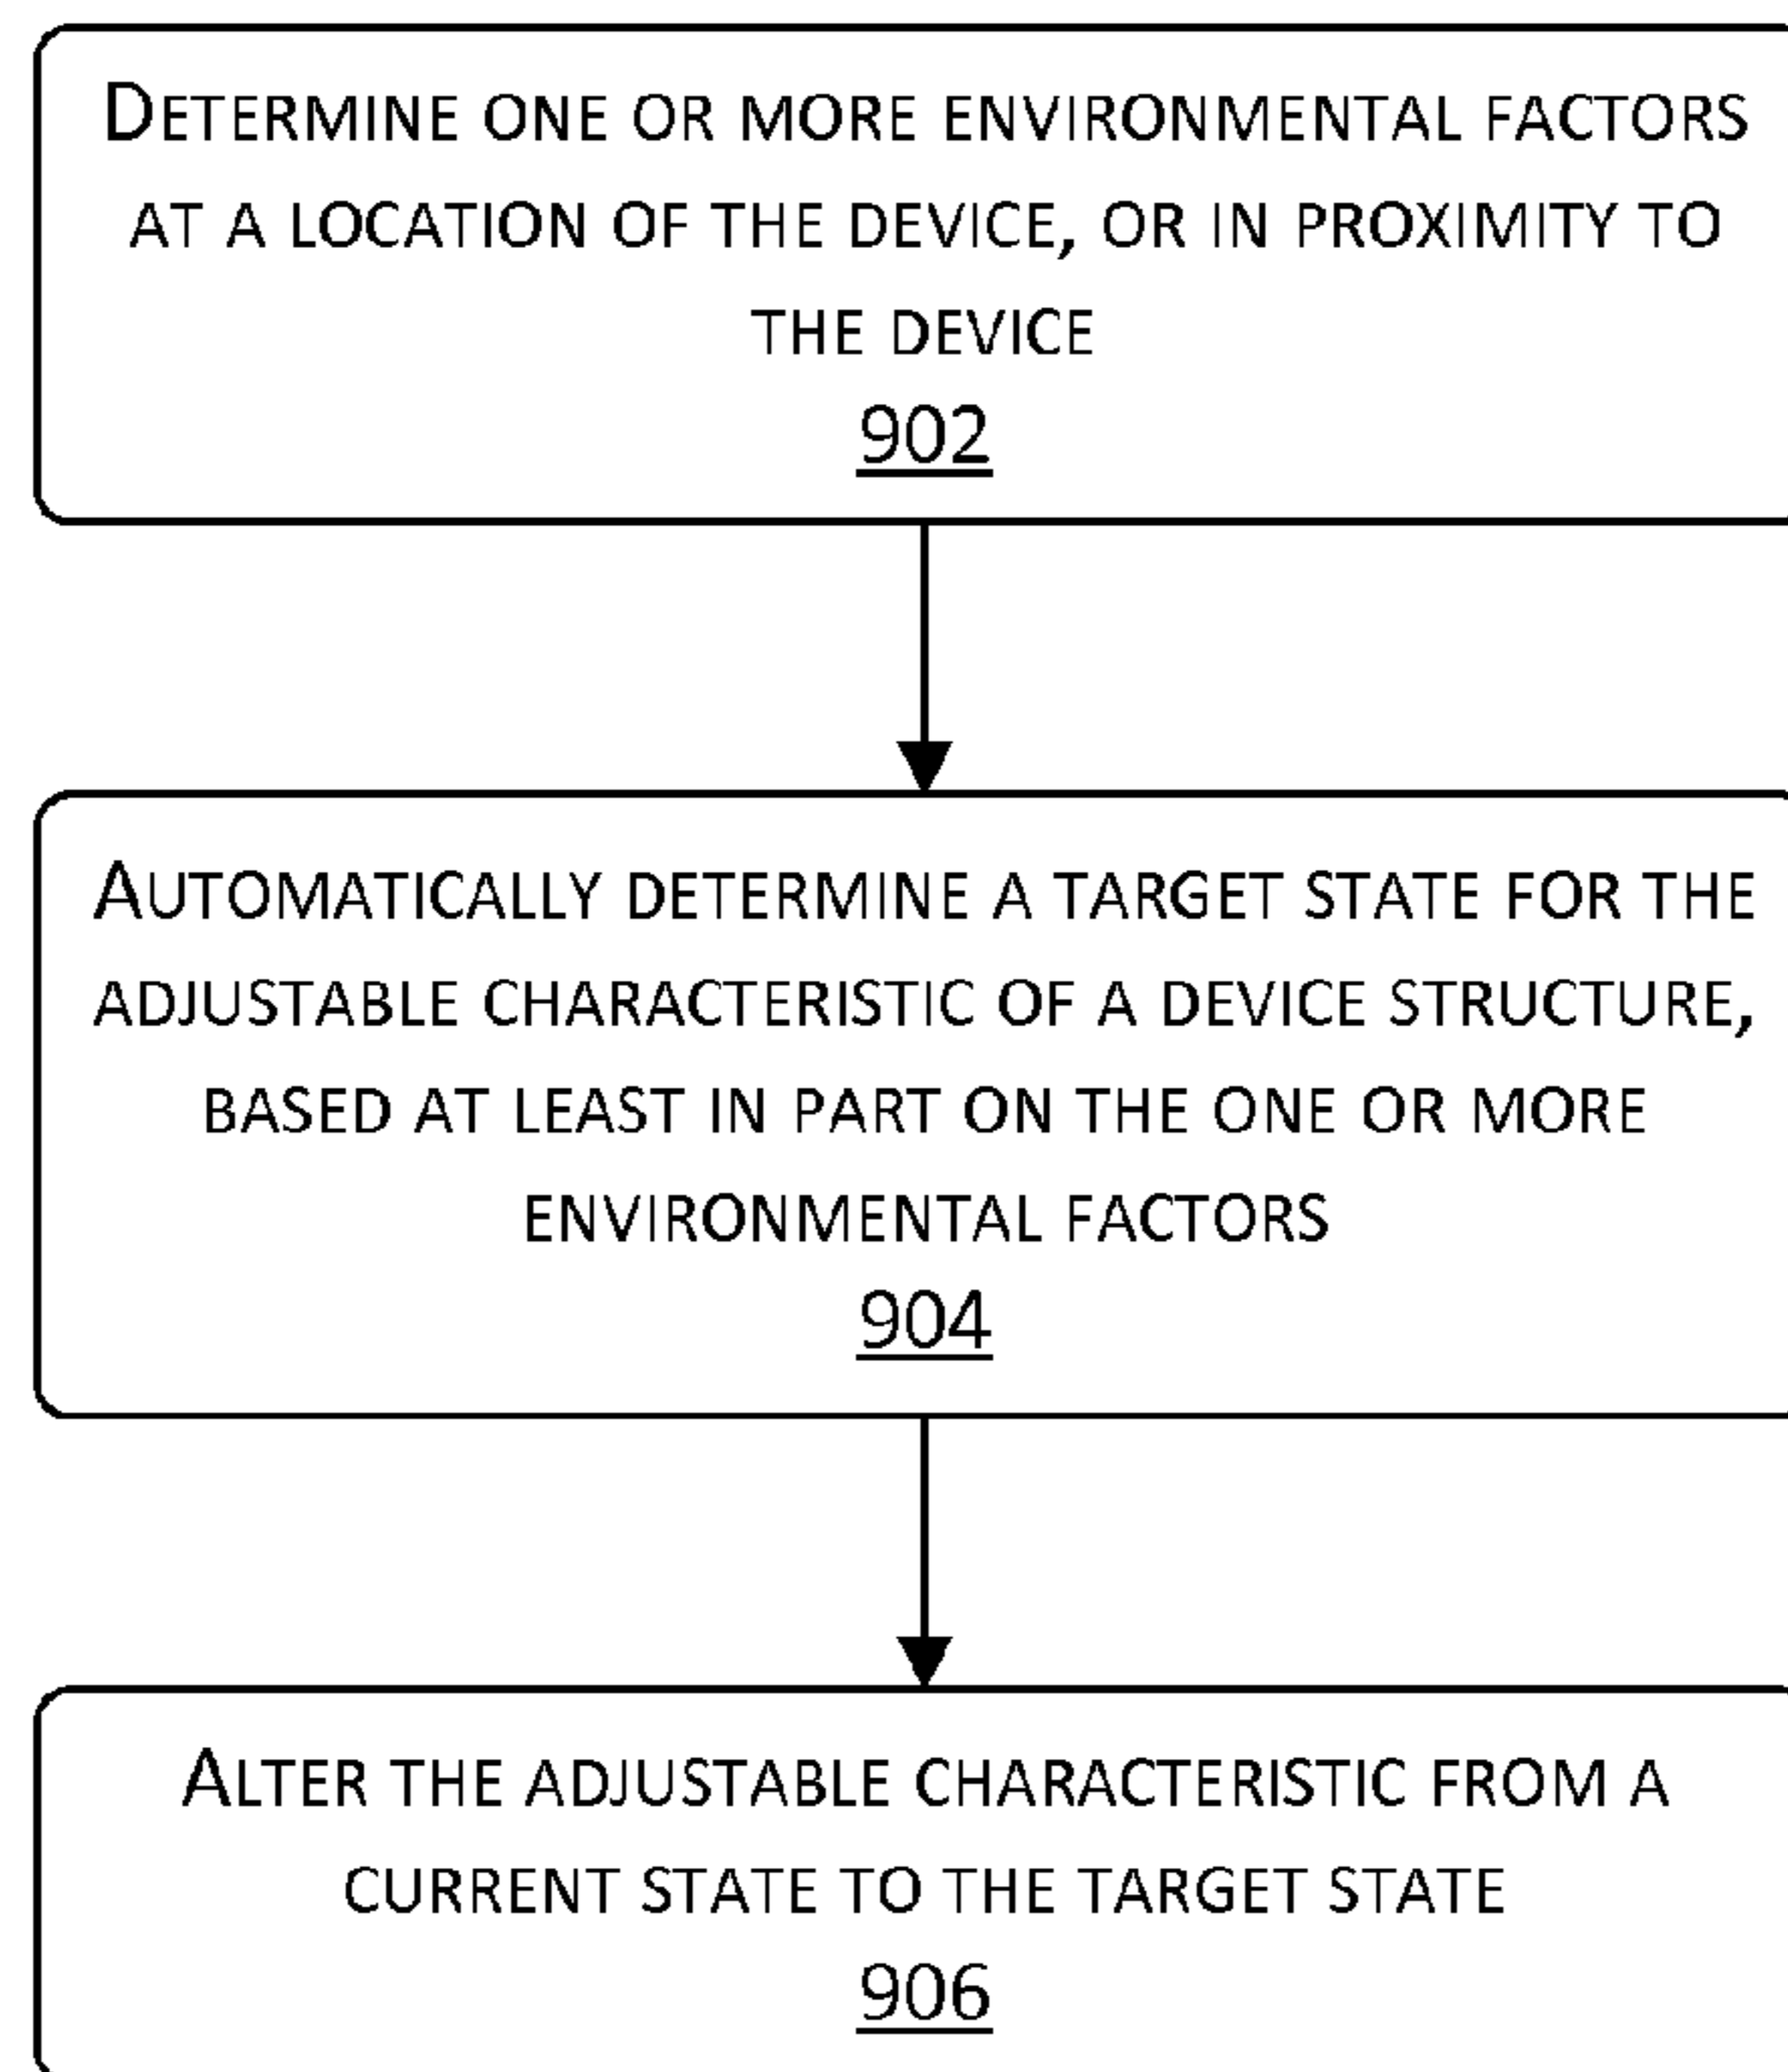 DETERMINE ONE OR MORE ENVIRONMENTAL FACTORS
AT A LOCATION OF THE DEVICE, OR IN PROXIMITY TO
THE DEVICE
902
AUTOMATICALLY DETERMINE A TARGET STATE FOR THE
ADJUSTABLE CHARACTERISTIC OF A DEVICE STRUCTURE,
BASED AT LEAST IN PART ON THE ONE OR MORE
ENVIRONMENTAL FACTORS
904
ALTER THE ADJUSTABLE CHARACTERISTIC FROM A
CURRENT STATE TO THE TARGET STATE
906